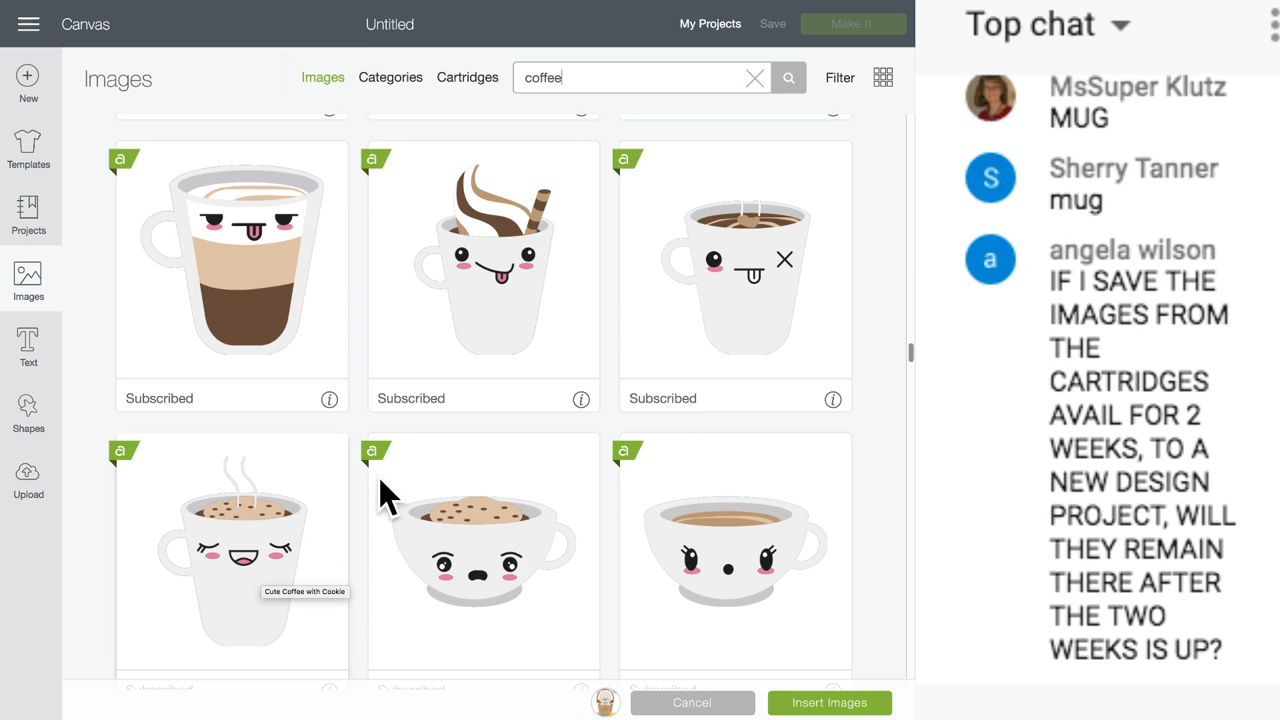 Canvas
Untitled
My Projects
Save
Make It
New
Templates
Projects
Images
Text
Shapes
Upload
Images
Images
Categories
Cartridges
coffee
Filter
a
a
a
Subscribed
Subscribed
Subscribed
a
a
a
Cute Coffee with Cookie
Subscribed
Subscribed
Subscribed
Cancel
Insert Images
Top chat
MsSuper Klutz
MUG
S
Sherry Tanner
mug
a
angela wilson
IF I SAVE THE
IMAGES FROM
THE
CARTRIDGES
AVAIL FOR 2
WEEKS, TO A
NEW DESIGN
PROJECT, WILL
THEY REMAIN
THERE AFTER
THE TWO
WEEKS IS UP?